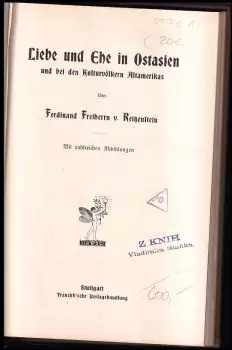 Liebe und Ehe in Ostasien
und bei den Kulturvölkern Altamerikas
Von
Ferdinand Freiherrn v. Reitzenstein
Mit zahlreichen Abbildungen
Z KNIH
Stuttgart
Franckh'sche Verlagshandlung
600,-